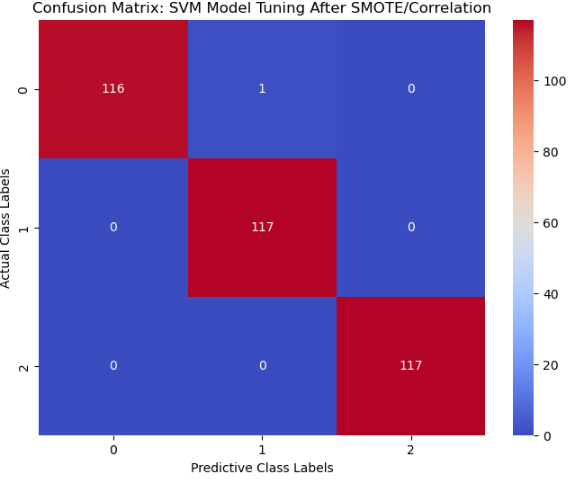 Confusion Matrix: SVM Model Tuning After SMOTE/Correlation
Actual Class Labels
0 116 1 0
1 0 117 0
2 0 0 117
0 1 2
Predictive Class Labels
100
80
60
40
20
0